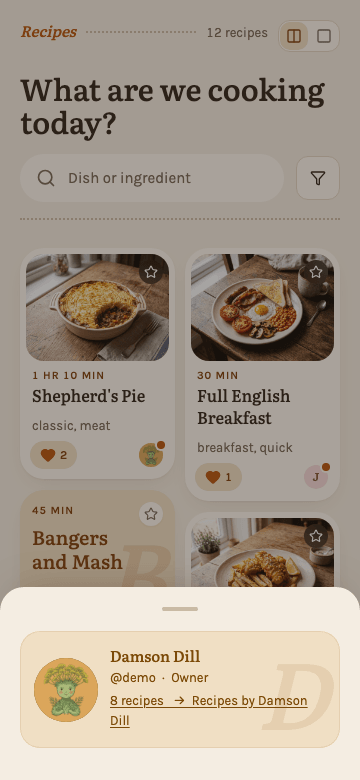 Recipes
12 recipes
What are we cooking
today?
Dish or ingredient
1 HR 10 MIN
Shepherd's Pie
classic, meat
2
30 MIN
Full English
Breakfast
breakfast, quick
1
J
45 MIN
Bangers
and Mash
B
Damson Dill
@demo · Owner
8 recipes → Recipes by Damson
Dill
D